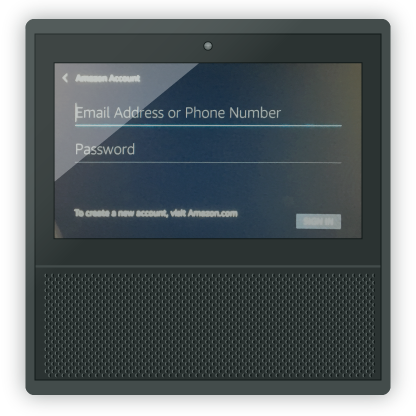 Amazon Account
Email Address or Phone Number
Password
To create a new account, visit Amazon.com
SIGN IN